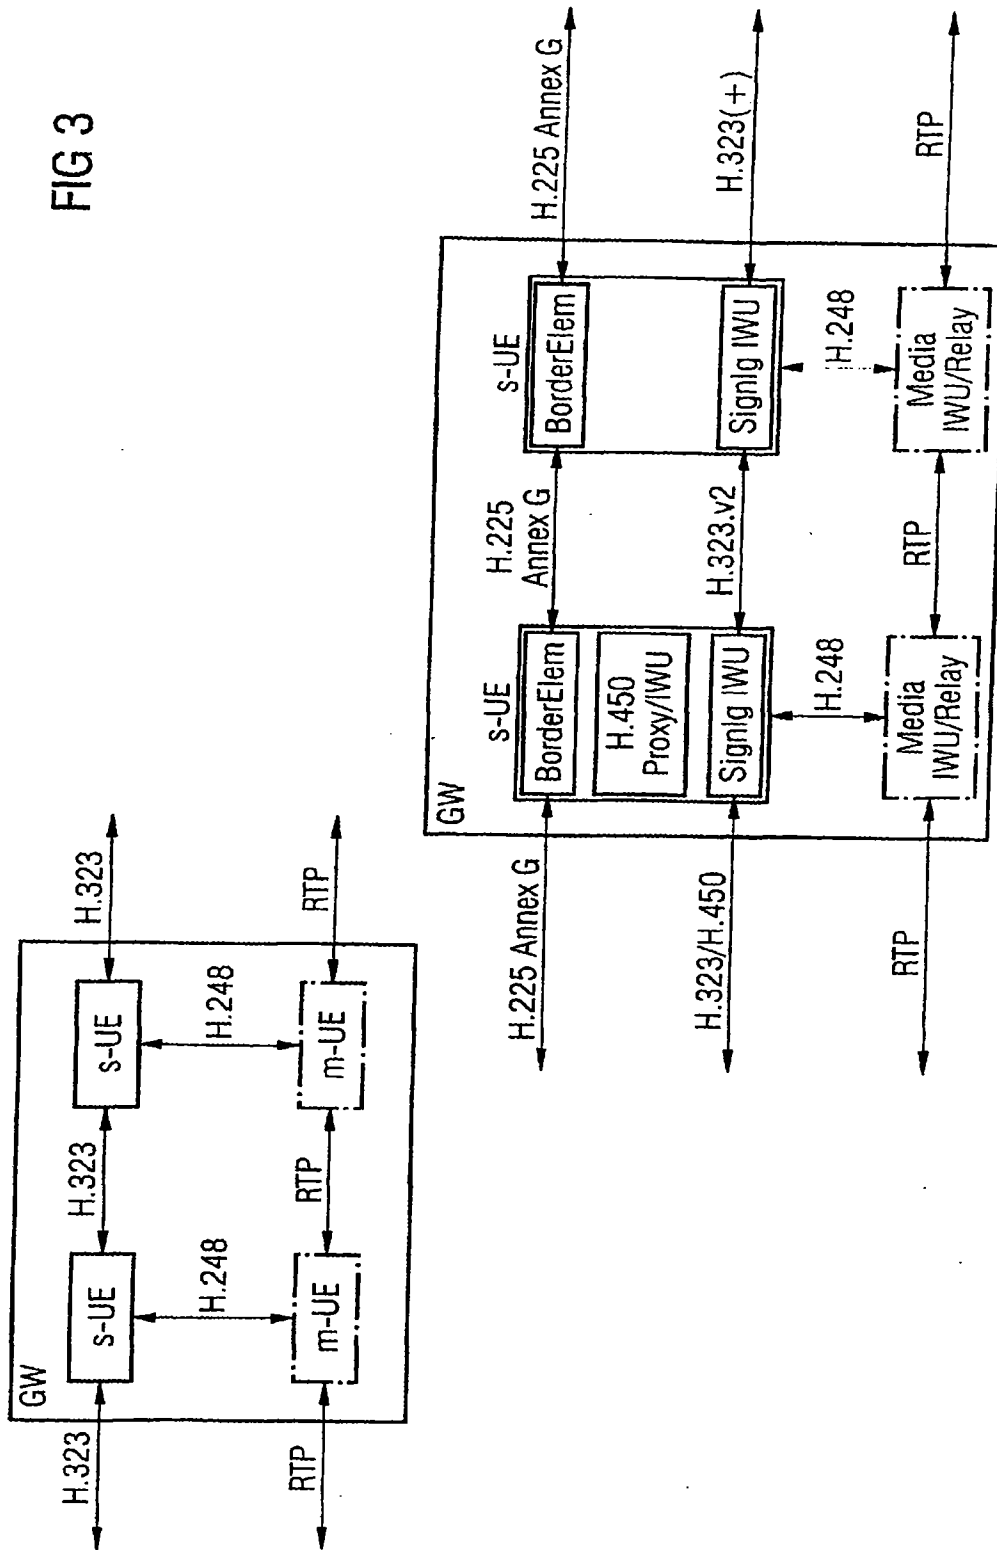 FIG 3
GW
H.323
s-UE
H.323
s-UE
H.323
H.248
H.248
RTP
m-UE
RTP
m-UE
RTP
GW
s-UE
s-UE
H.225 Annex G
BorderElem
H.225
Annex G
BorderElem
H.225 Annex G
H.450
Proxy/IWU
H.323/H.450
Signlg IWU
H.323.v2
Signlg IWU
H.323(+)
H.248
H.248
RTP
Media
IWU/Relay
RTP
Media
IWU/Relay
RTP